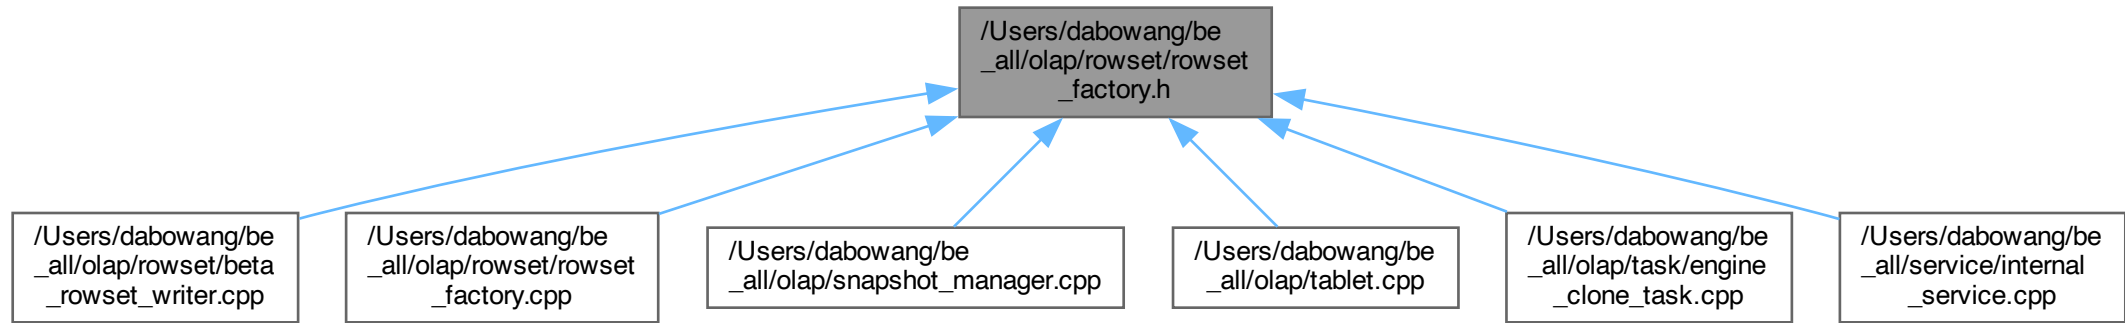 /Users/dabowang/be
_all/olap/rowset/rowset
_factory.h
/Users/dabowang/be
_all/olap/rowset/beta
_rowset_writer.cpp
/Users/dabowang/be
_all/olap/rowset/rowset
_factory.cpp
/Users/dabowang/be
_all/olap/snapshot_manager.cpp
/Users/dabowang/be
_all/olap/tablet.cpp
/Users/dabowang/be
_all/olap/task/engine
_clone_task.cpp
/Users/dabowang/be
_all/service/internal
_service.cpp